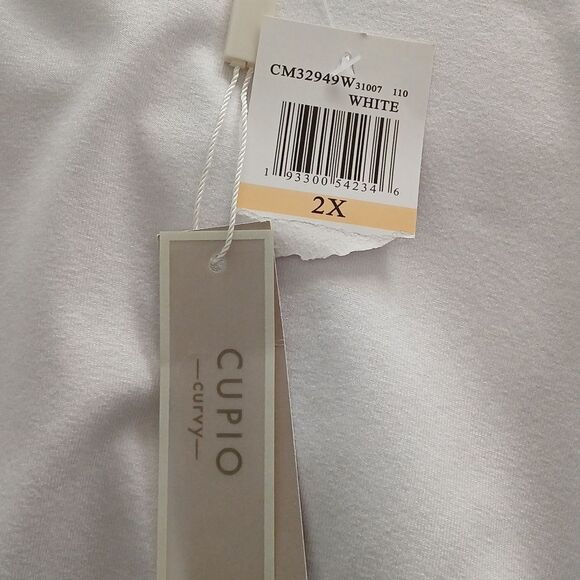 CM32949W 31007 110
WHITE
1 93300 54234 6
2X
CUPIO
—curvy—